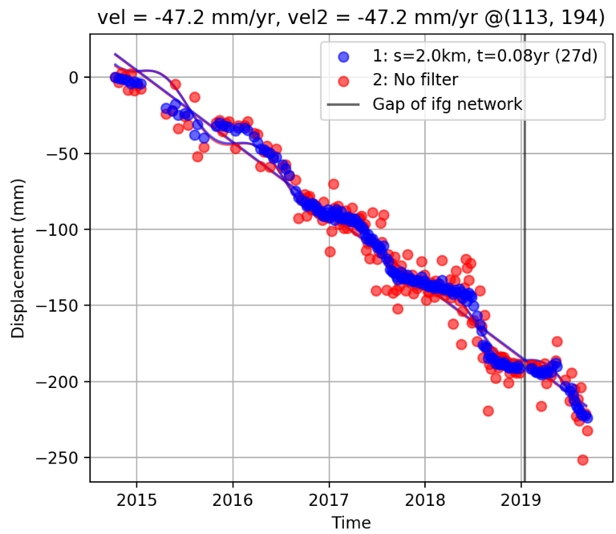 vel = -47.2 mm/yr, vel2 = -47.2 mm/yr @(113, 194)
1: s=2.0km, t=0.08yr (27d)
2: No filter
Gap of ifg network
Displacement (mm)
0
−50
−100
−150
−200
−250
2015 2016 2017 2018 2019
Time